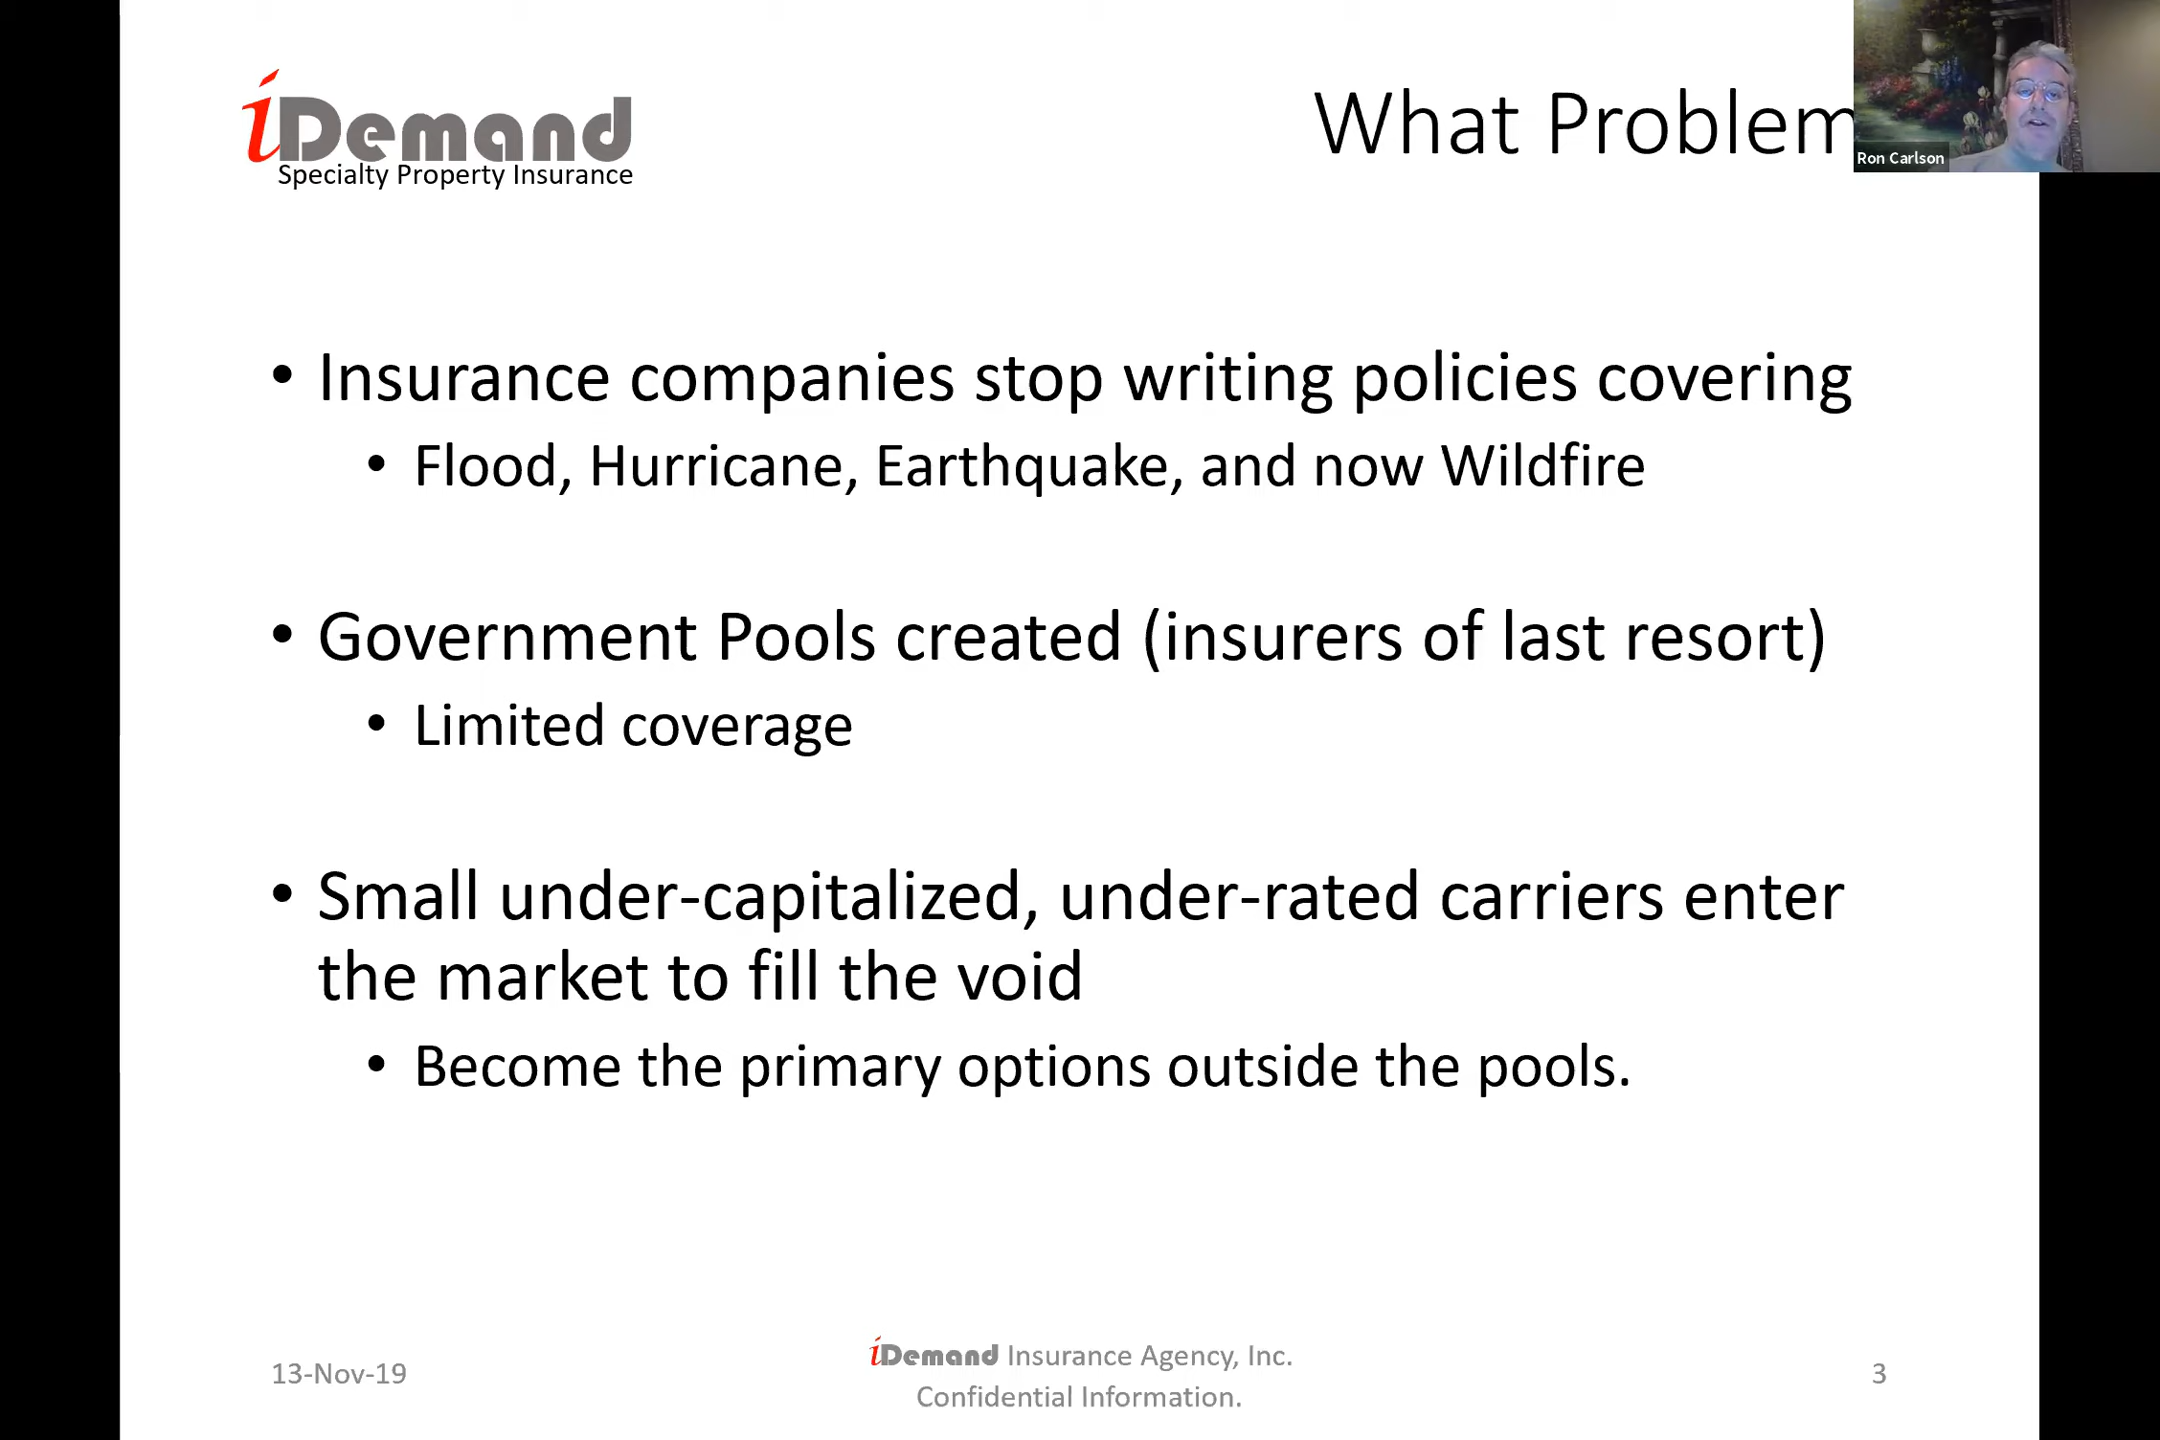 iDemand
Specialty Property Insurance
What Problem
Ron Carlson
• Insurance companies stop writing policies covering
• Flood, Hurricane, Earthquake, and now Wildfire
• Government Pools created (insurers of last resort)
• Limited coverage
• Small under-capitalized, under-rated carriers enter
the market to fill the void
• Become the primary options outside the pools.
13-Nov-19
iDemand Insurance Agency, Inc.
Confidential Information.
3